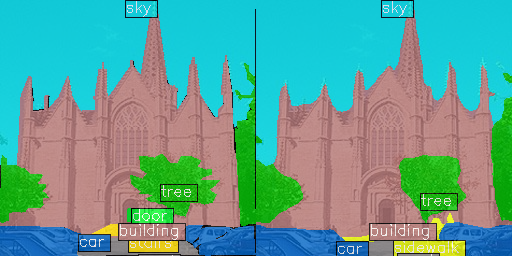 sky
sky
tree
tree
door
building
building
car
stairs
car
sidewalk